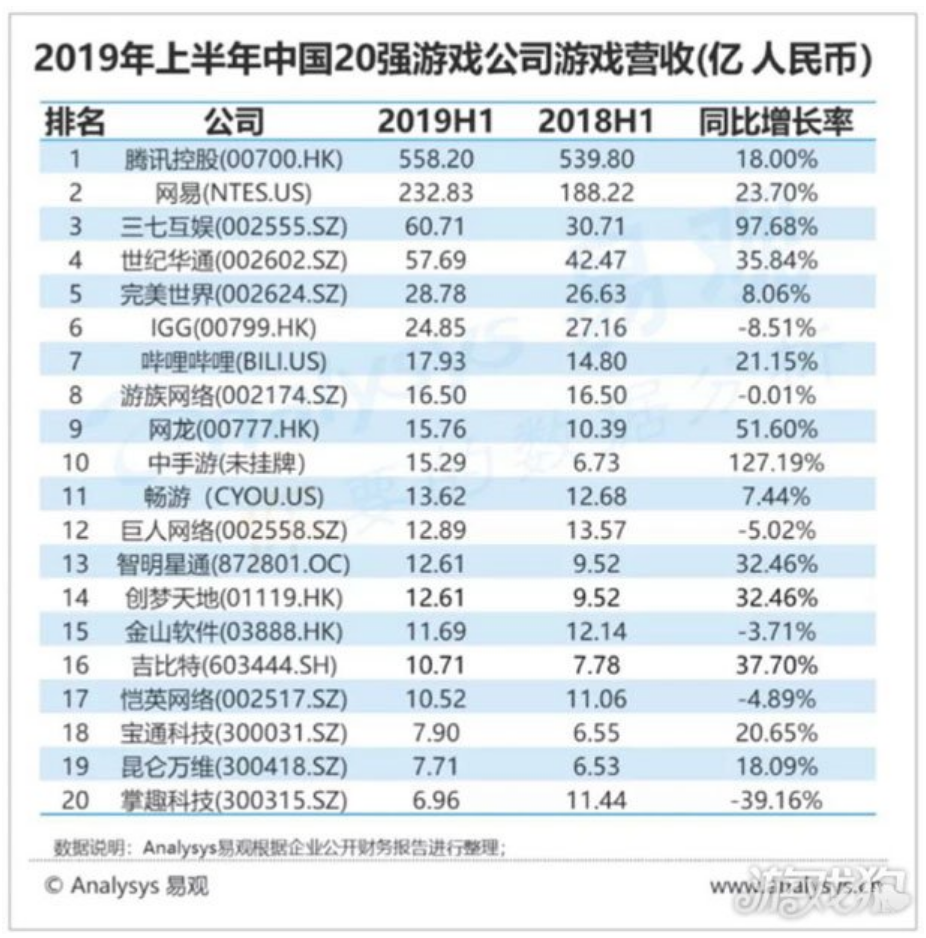 2019年上半年中国20强游戏公司游戏营收(亿 人民币)
排名 公司 2019H1 2018H1 同比增长率
1 腾讯控股(00700.HK) 558.20 539.80 18.00%
2 网易(NTES.US) 232.83 188.22 23.70%
3 三七互娱(002555.SZ) 60.71 30.71 97.68%
4 世纪华通(002602.SZ) 57.69 42.47 35.84%
5 完美世界(002624.SZ) 28.78 26.63 8.06%
6 IGG(00799.HK) 24.85 27.16 -8.51%
7 哔哩哔哩(BILI.US) 17.93 14.80 21.15%
8 游族网络(002174.SZ) 16.50 16.50 -0.01%
9 网龙(00777.HK) 15.76 10.39 51.60%
10 中手游(未挂牌) 15.29 6.73 127.19%
11 畅游（CYOU.US) 13.62 12.68 7.44%
12 巨人网络(002558.SZ) 12.89 13.57 -5.02%
13 智明星通(872801.OC) 12.61 9.52 32.46%
14 创梦天地(01119.HK) 12.61 9.52 32.46%
15 金山软件(03888.HK) 11.69 12.14 -3.71%
16 吉比特(603444.SH) 10.71 7.78 37.70%
17 恺英网络(002517.SZ) 10.52 11.06 -4.89%
18 宝通科技(300031.SZ) 7.90 6.55 20.65%
19 昆仑万维(300418.SZ) 7.71 6.53 18.09%
20 掌趣科技(300315.SZ) 6.96 11.44 -39.16%
数据说明：Analysys易观根据企业公开财务报告进行整理；
© Analysys 易观 www.analysys.cn
游戏狗